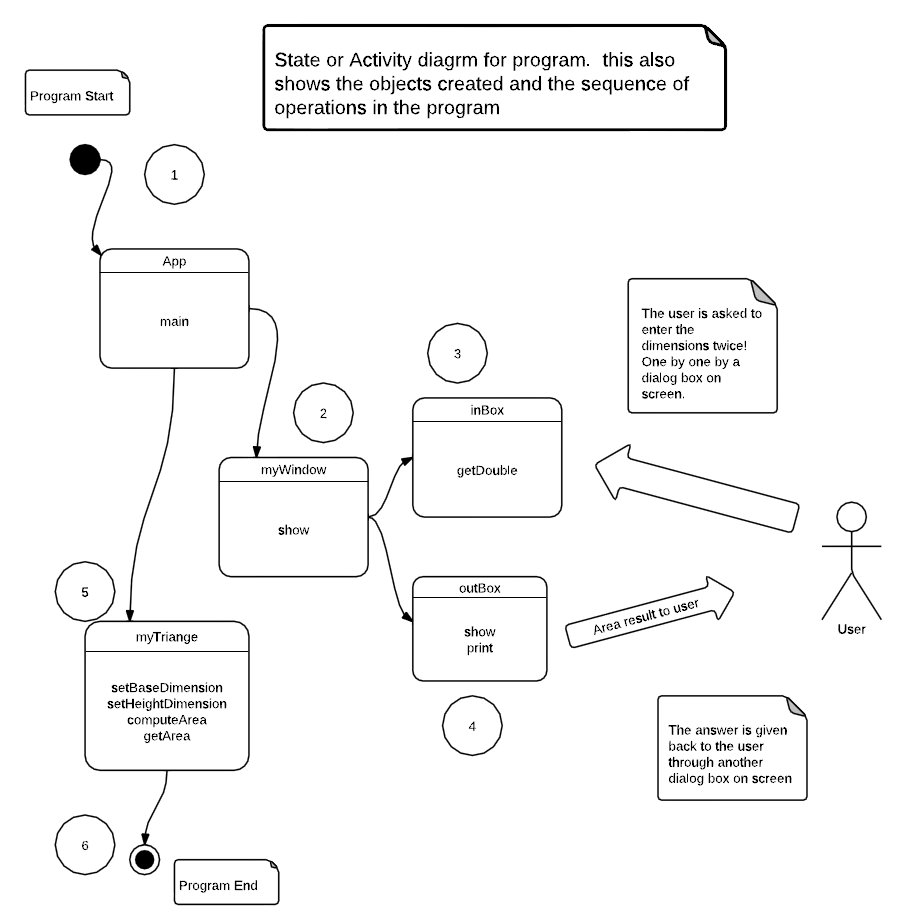 State or Activity diagrm for program. this also
shows the objects created and the sequence of
operations in the program
Program Start
1
App
main
The user is asked to
enter the
dimensions twice!
One by one by a
dialog box on
screen.
3
2
inBox
getDouble
myWindow
show
5
outBox
show
print
Area result to user
User
myTriange
setBaseDimension
setHeightDimension
computeArea
getArea
4
The answer is given
back to the user
through another
dialog box on screen
6
Program End